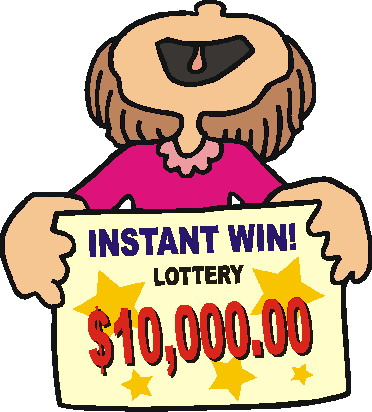 INSTANT WIN!
LOTTERY
$10,000.00